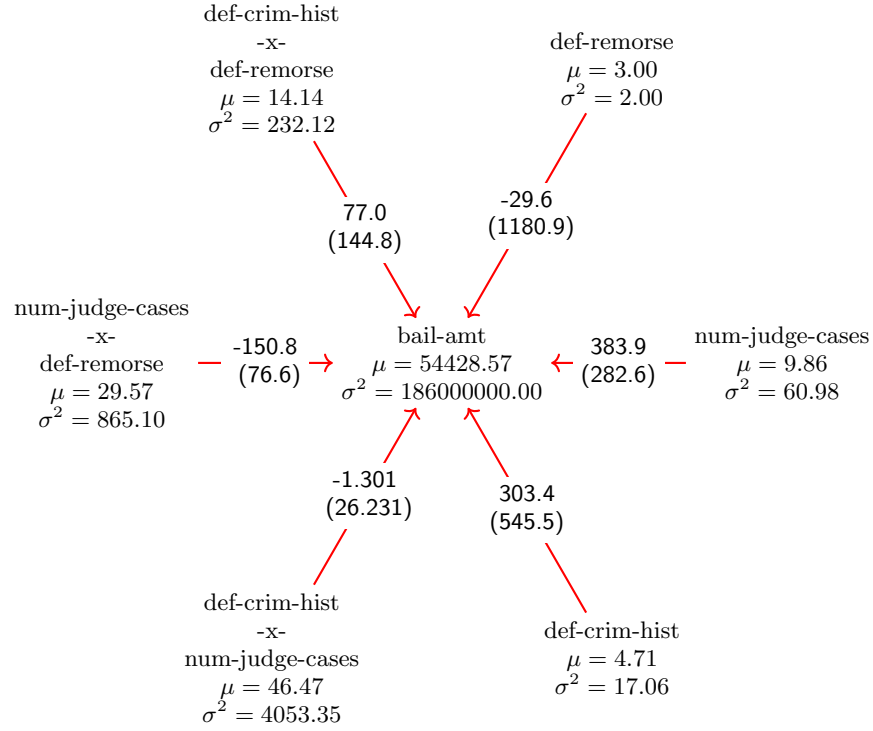 def-crim-hist
-x-
def-remorse
μ = 14.14
σ² = 232.12
def-remorse
μ = 3.00
σ² = 2.00
77.0
(144.8)
-29.6
(1180.9)
num-judge-cases
-x-
def-remorse
μ = 29.57
σ² = 865.10
-150.8
(76.6)
bail-amt
μ = 54428.57
σ² = 186000000.00
383.9
(282.6)
num-judge-cases
μ = 9.86
σ² = 60.98
-1.301
(26.231)
303.4
(545.5)
def-crim-hist
-x-
num-judge-cases
μ = 46.47
σ² = 4053.35
def-crim-hist
μ = 4.71
σ² = 17.06